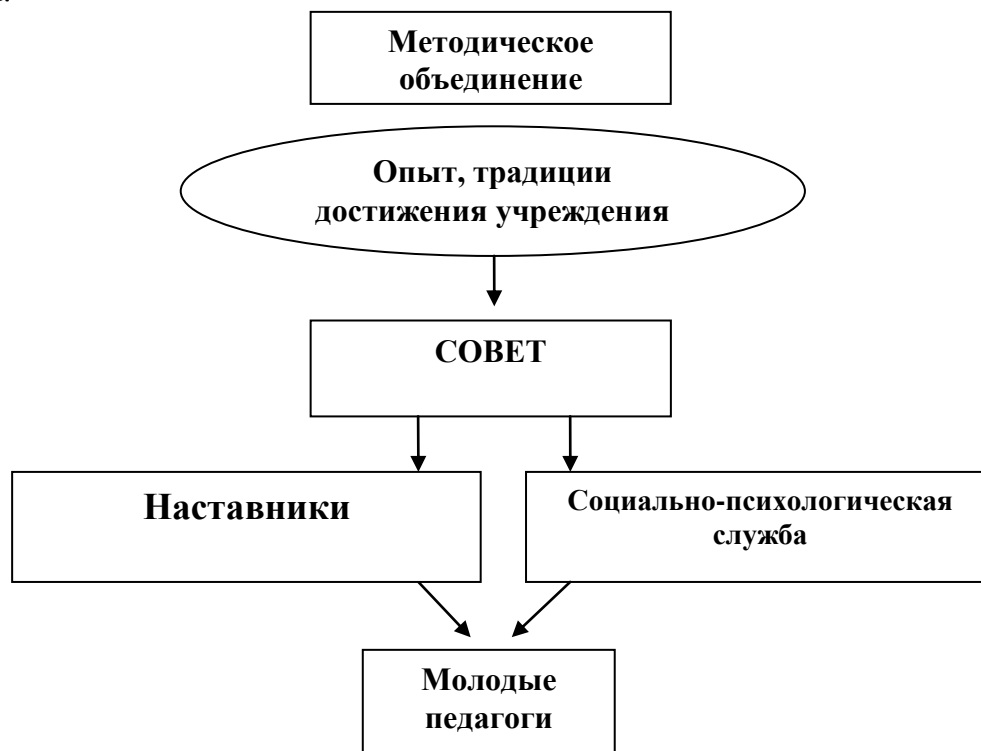 Методическое
объединение
Опыт, традиции
достижения учреждения
СОВЕТ
Наставники
Социально-психологическая
служба
Молодые
педагоги